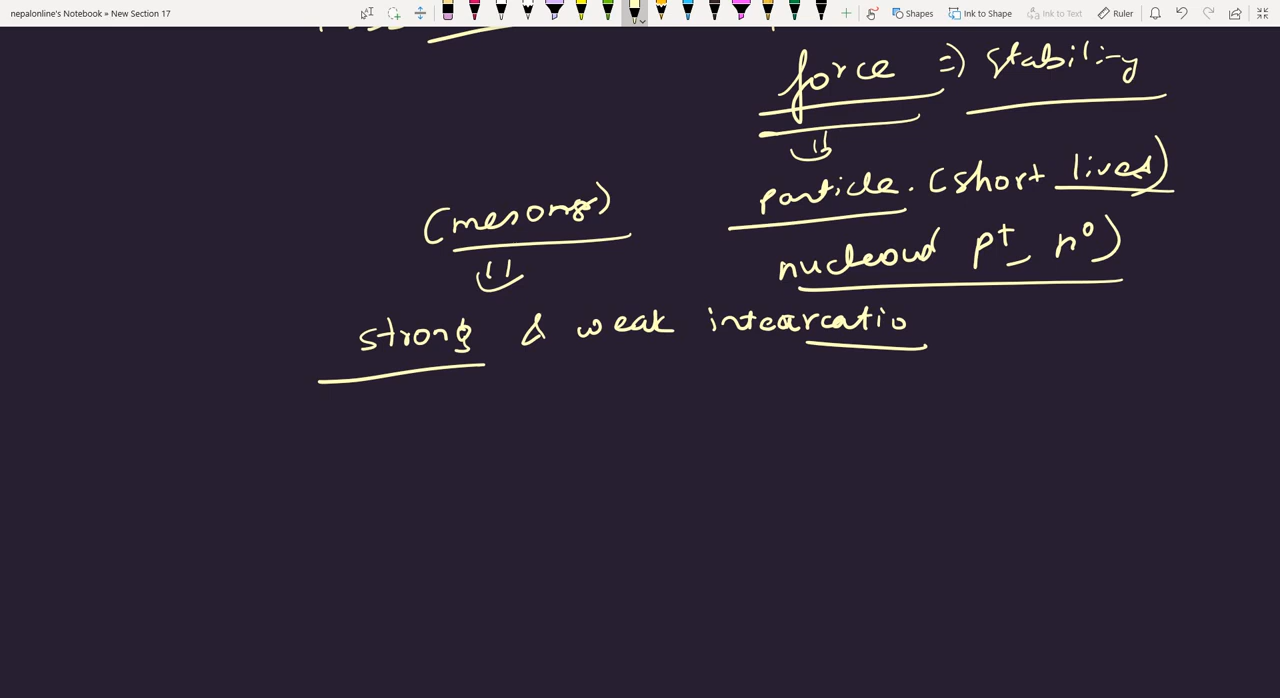 nepalonline's Notebook » New Section 17
Shapes Ink to Shape Ink to Text Ruler
force => stability
particle. (short lives)
(mesons)
nucleoud p+, n0)
strong & weak intearcatio